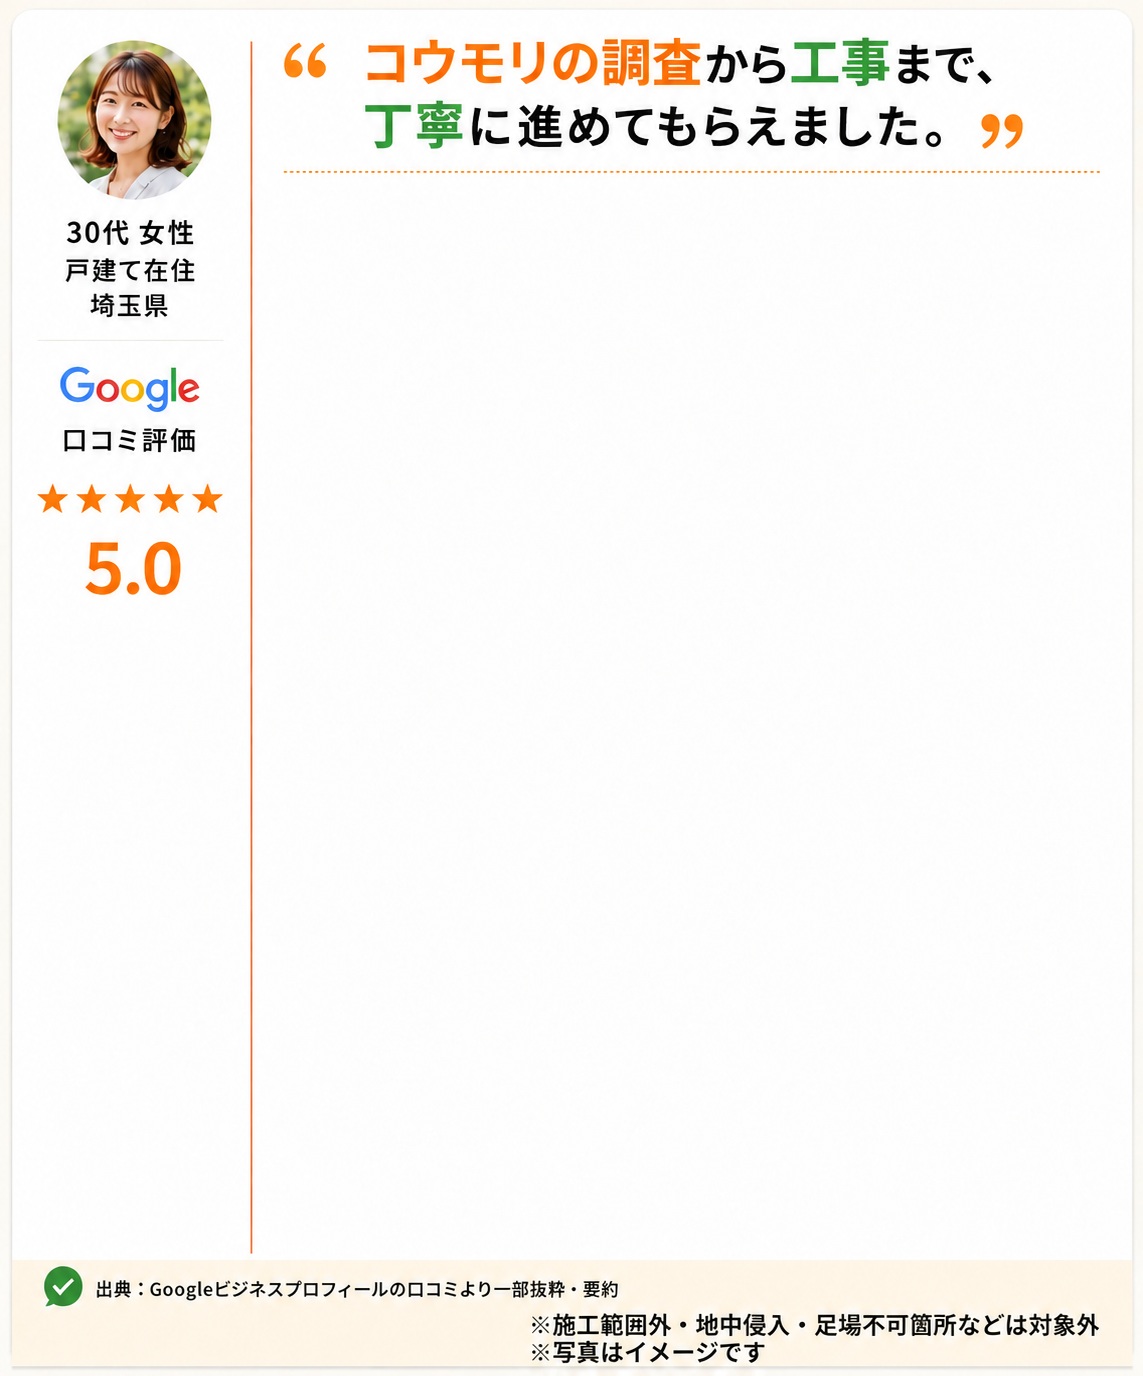 30代 女性
戸建て在住
埼玉県
Google
口コミ評価
★★★★★
5.0
“ コウモリの調査から工事まで、
丁寧に進めてもらえました。 ”
出典：Googleビジネスプロフィールの口コミより一部抜粋・要約
※施工範囲外・地中侵入・足場不可箇所などは対象外
※写真はイメージです